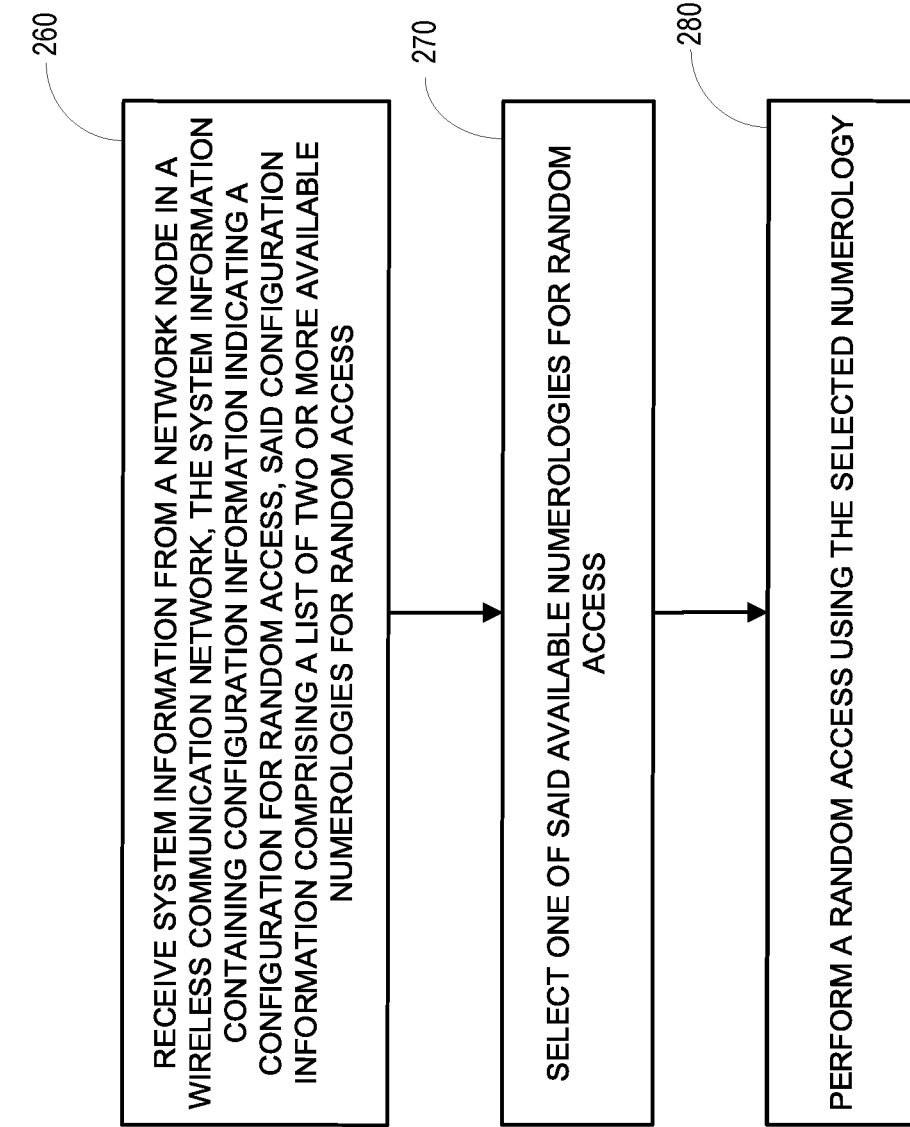 260
RECEIVE SYSTEM INFORMATION FROM A NETWORK NODE IN A
WIRELESS COMMUNICATION NETWORK, THE SYSTEM INFORMATION
CONTAINING CONFIGURATION INFORMATION INDICATING A
CONFIGURATION FOR RANDOM ACCESS, SAID CONFIGURATION
INFORMATION COMPRISING A LIST OF TWO OR MORE AVAILABLE
NUMEROLOGIES FOR RANDOM ACCESS
270
SELECT ONE OF SAID AVAILABLE NUMEROLOGIES FOR RANDOM
ACCESS
280
PERFORM A RANDOM ACCESS USING THE SELECTED NUMEROLOGY